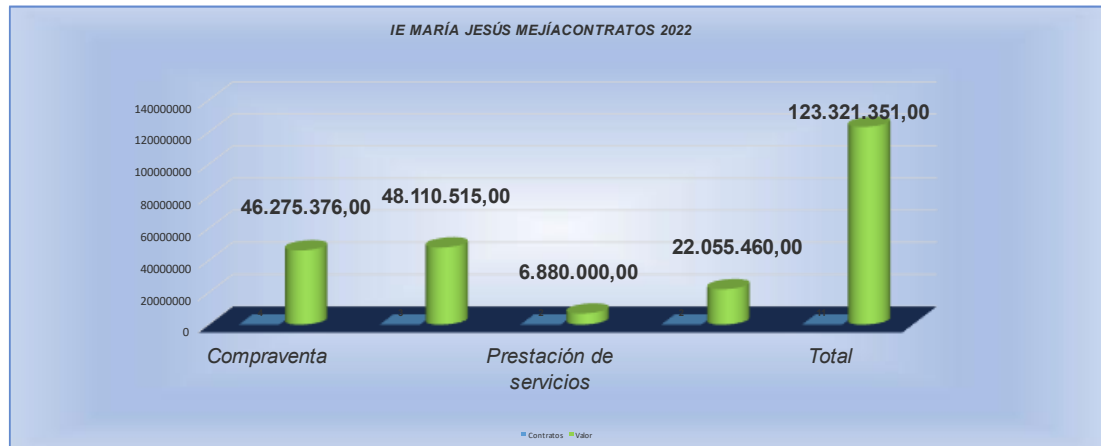 IE MARÍA JESÚS MEJÍACONTRATOS 2022
140000000
120000000
100000000
80000000
60000000
40000000
20000000
0
46.275.376,00
48.110.515,00
6.880.000,00
22.055.460,00
123.321.351,00
Compraventa
Prestación de
servicios
Total
Contratos
Valor